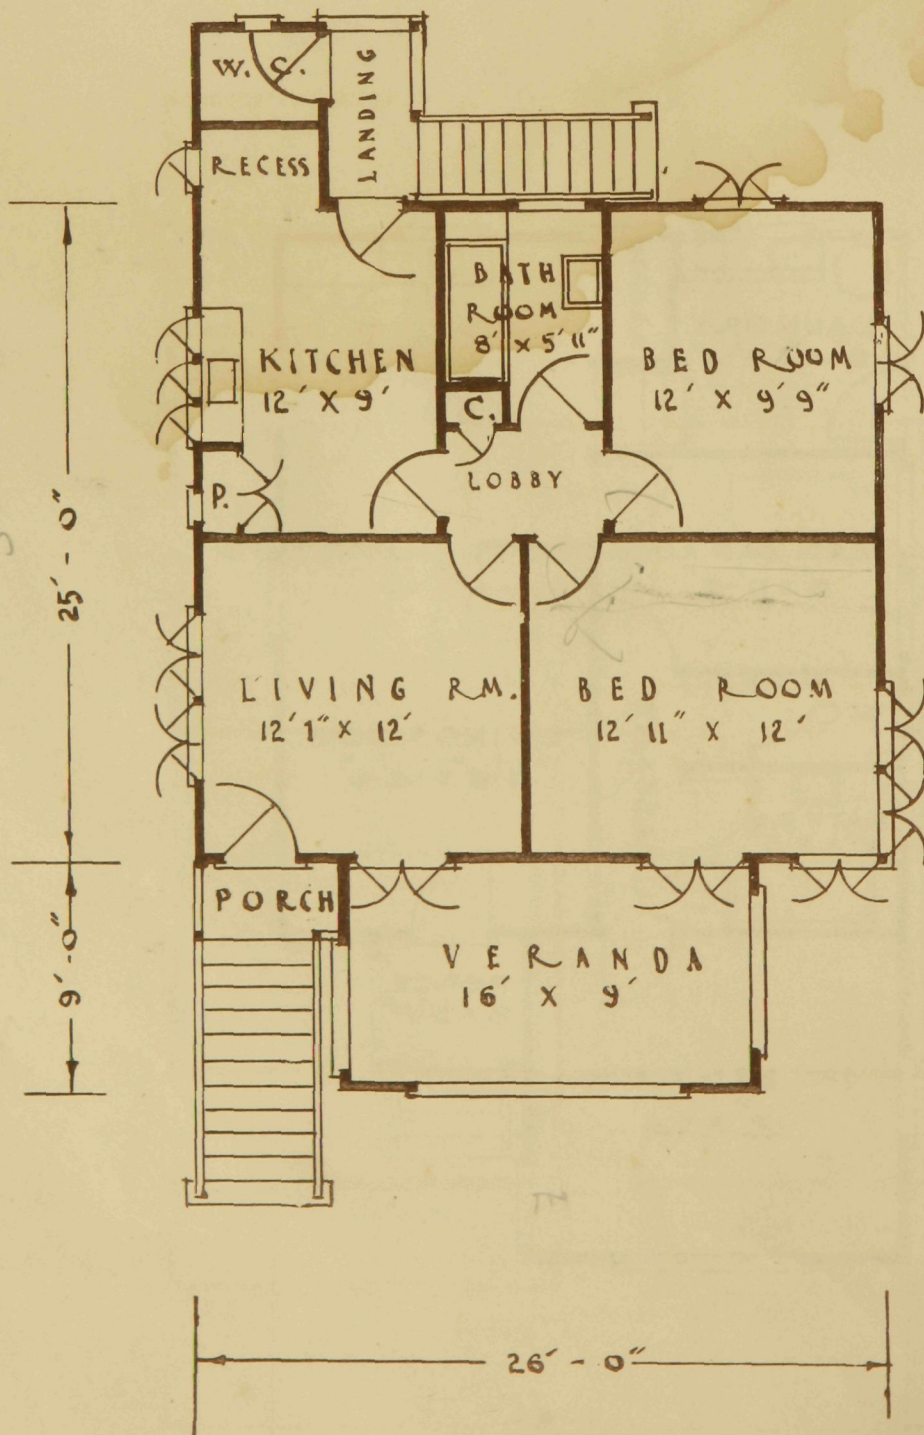 W. C.
LANDING
RECESS
BATH
ROOM
8' X 5' 11"
KITCHEN
12' X 9'
BED ROOM
12' X 9' 9"
C.
LOBBY
P.
25' - 0"
LIVING RM.
12' 1" X 12'
BED ROOM
12' 11" X 12'
PORCH
VERANDA
16' X 9'
9' - 0"
26' - 0"